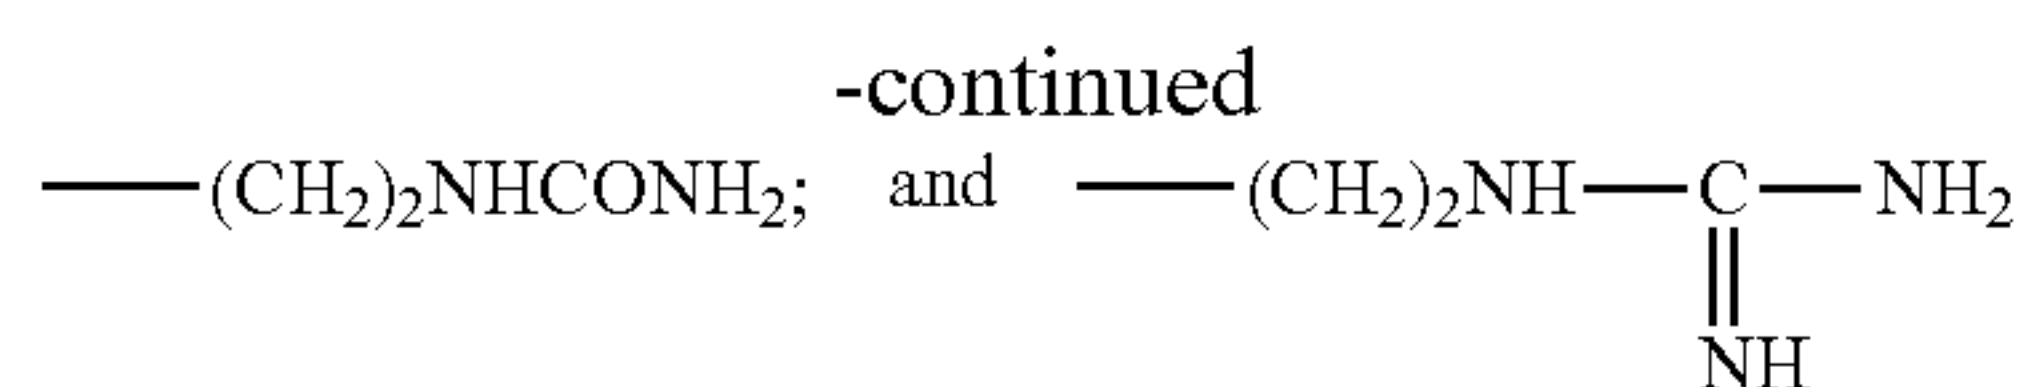 -continued
—(CH₂)₂NHCONH₂; and —(CH₂)₂NH—C—NH₂
NH